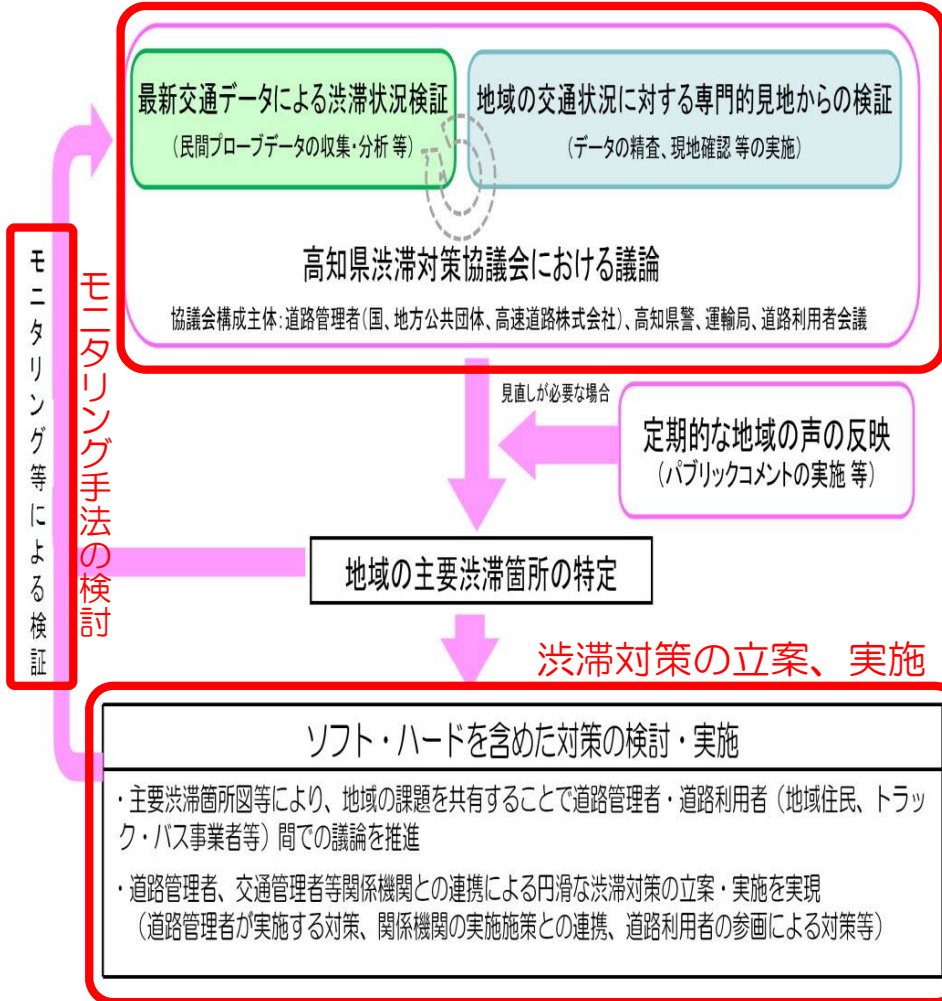 最新交通データによる渋滞状況検証
(民間プローブデータの収集・分析 等)
地域の交通状況に対する専門的見地からの検証
(データの精査、現地確認 等の実施)
高知県渋滞対策協議会における議論
協議会構成主体:道路管理者(国、地方公共団体、高速道路株式会社)、高知県警、運輸局、道路利用者会議
見直しが必要な場合
定期的な地域の声の反映
(パブリックコメントの実施 等)
モニタリング等による検証
モニタリング手法の検討
地域の主要渋滞箇所の特定
渋滞対策の立案、実施
ソフト・ハードを含めた対策の検討・実施
・主要渋滞箇所図等により、地域の課題を共有することで道路管理者・道路利用者(地域住民、トラッ
ク・バス事業者等)間での議論を推進
・道路管理者、交通管理者等関係機関との連携による円滑な渋滞対策の立案・実施を実現
(道路管理者が実施する対策、関係機関の実施施策との連携、道路利用者の参画による対策等)